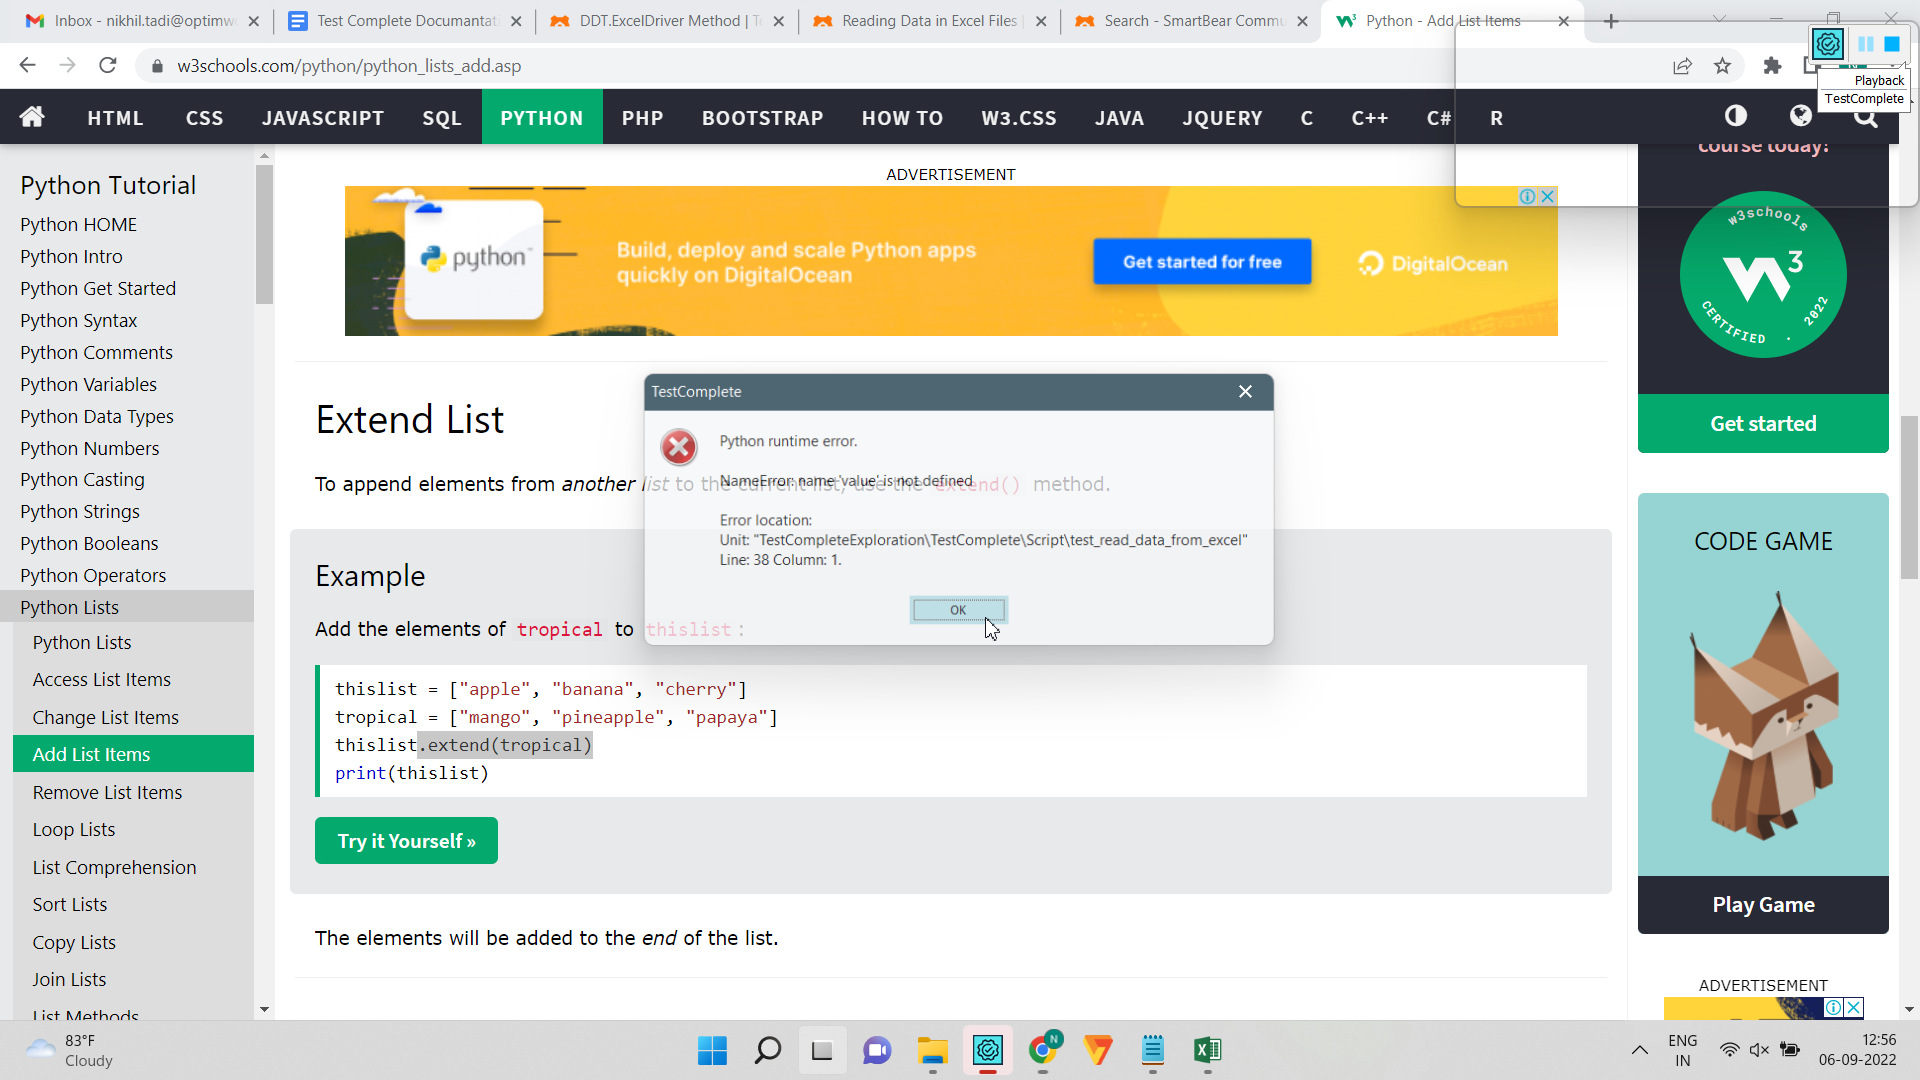 Inbox - nikhil.tadi@optimw
Test Complete Documantat
DDT.ExcelDriver Method | T
Reading Data in Excel Files |
Search - SmartBear Commu
Python - Add List Items
w3schools.com/python/python_lists_add.asp
Playback
TestComplete
HTML CSS JAVASCRIPT SQL PYTHON PHP BOOTSTRAP HOW TO W3.CSS JAVA JQUERY C C++ C# R
Python Tutorial
Python HOME
Python Intro
Python Get Started
Python Syntax
Python Comments
Python Variables
Python Data Types
Python Numbers
Python Casting
Python Strings
Python Booleans
Python Operators
Python Lists
Python Lists
Access List Items
Change List Items
Add List Items
Remove List Items
Loop Lists
List Comprehension
Sort Lists
Copy Lists
Join Lists
List Methods
ADVERTISEMENT
python
Build, deploy and scale Python apps
quickly on DigitalOcean
Get started for free
DigitalOcean
Extend List
To append elements from another list to the current list, use the extend() method.
Example
Add the elements of tropical to thislist:
thislist = ["apple", "banana", "cherry"]
tropical = ["mango", "pineapple", "papaya"]
thislist.extend(tropical)
print(thislist)
Try it Yourself »
The elements will be added to the end of the list.
TestComplete
Python runtime error.
NameError: name 'value' is not defined
Error location:
Unit: "TestCompleteExploration\TestComplete\Script\test_read_data_from_excel"
Line: 38 Column: 1.
OK
course today!
w3schools
W3
CERTIFIED . 2022
Get started
CODE GAME
Play Game
ADVERTISEMENT
83°F
Cloudy
N
ENG
IN
12:56
06-09-2022